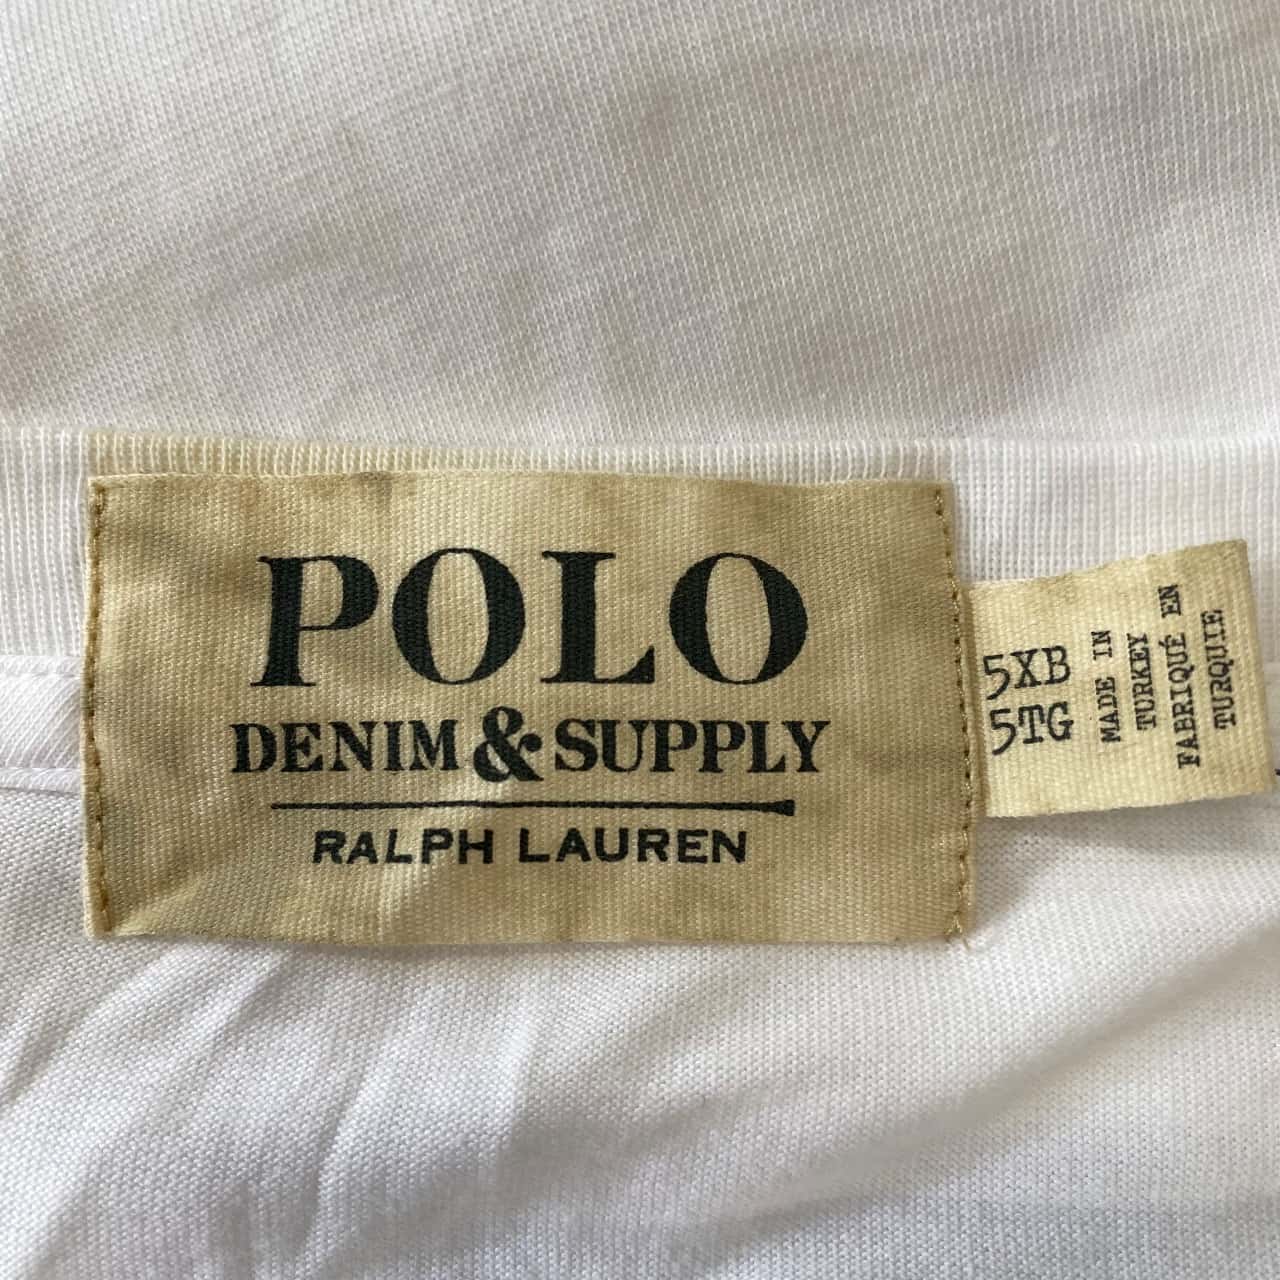 POLO
DENIM & SUPPLY
RALPH LAUREN
5XB
5TG
MADE IN
TURKEY
FABRIQUÉ EN
TURQUIE